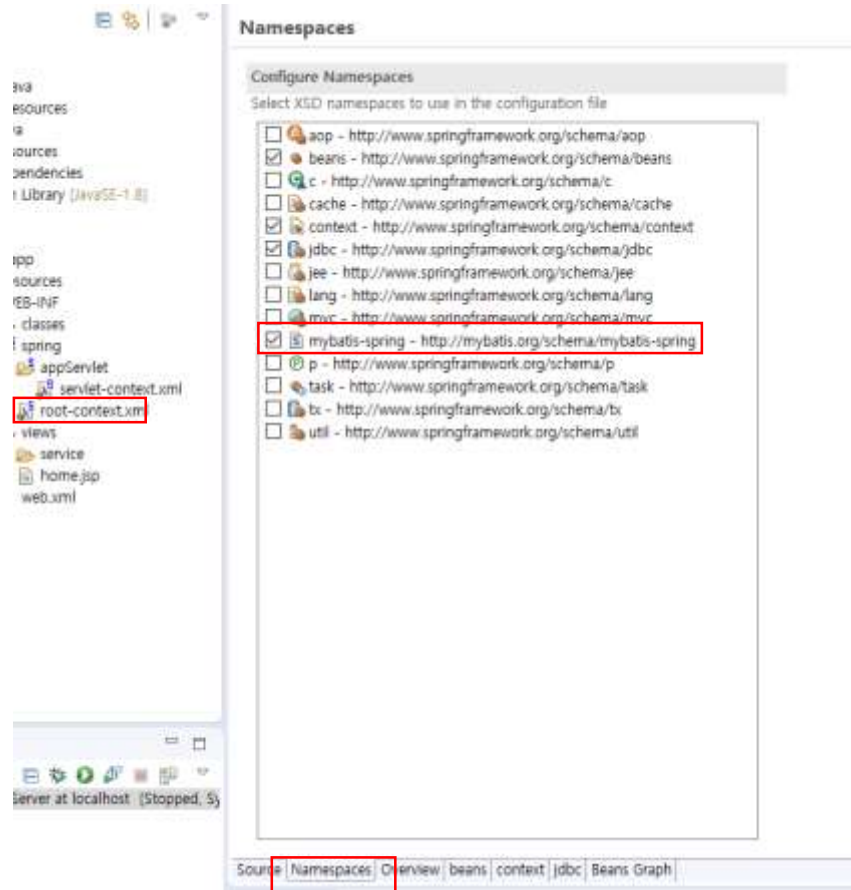 Namespaces
Configure Namespaces
Select XSD namespaces to use in the configuration file
aop - http://www.springframework.org/schema/aop
beans - http://www.springframework.org/schema/beans
c - http://www.springframework.org/schema/c
cache - http://www.springframework.org/schema/cache
context - http://www.springframework.org/schema/context
jdbc - http://www.springframework.org/schema/jdbc
jee - http://www.springframework.org/schema/jee
lang - http://www.springframework.org/schema/lang
mvc - http://www.springframework.org/schema/mvc
mybatis-spring - http://mybatis.org/schema/mybatis-spring
p - http://www.springframework.org/schema/p
task - http://www.springframework.org/schema/task
tx - http://www.springframework.org/schema/tx
util - http://www.springframework.org/schema/util
ava
esources
va
sources
pendencies
Library [JavaSE-1.8]
app
sources
EB-INF
classes
spring
appServlet
servlet-context.xml
root-context.xml
views
service
home.jsp
web.xml
Server at localhost [Stopped, Sy
Source Namespaces Overview beans context jdbc Beans Graph